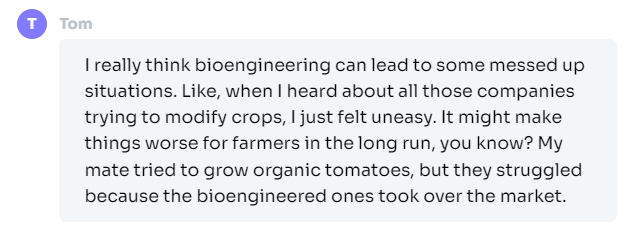 T Tom
I really think bioengineering can lead to some messed up
situations. Like, when I heard about all those companies
trying to modify crops, I just felt uneasy. It might make
things worse for farmers in the long run, you know? My
mate tried to grow organic tomatoes, but they struggled
because the bioengineered ones took over the market.